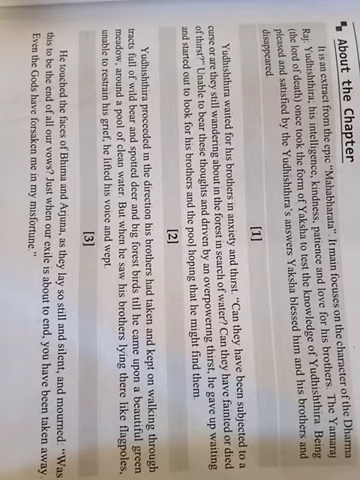 About the Chapter
It is an extract from the epic "Mahabharata". It main focuses on the character of the Dharma
Raj: Yudhishthira, his intelligence, kindness, patience and love for his brothers. The Yamaraj
(the lord of death) once took the form of Yaksha to test the knowledge of Yudhishthira. Being
pleased and satisfied by the Yudhishthira's answers Yaksha blessed him and his brothers and
disappeared.
[1]
Yudhishthira waited for his brothers in anxiety and thirst. "Can they have been subjected to a
curse or are they still wandering about in the forest in search of water? Can they have fainted or died
of thirst?" Unable to bear these thoughts and driven by an overpowering thirst, he gave up waiting
and started out to look for his brothers and the pool hoping that he might find them.
[2]
Yudhishthira proceeded in the direction his brothers had taken and kept on walking through
tracts full of wild bear and spotted deer and big forest birds till he came upon a beautiful green
meadow, around a pool of clean water. But when he saw his brothers lying there like flagpoles,
unable to restrain his grief, he lifted his voice and wept.
[3]
He touched the faces of Bhima and Arjuna, as they lay so still and silent, and mourned. "Was
this to be the end of all our vows? Just when our exile is about to end, you have been taken away.
Even the Gods have forsaken me in my misfortune."